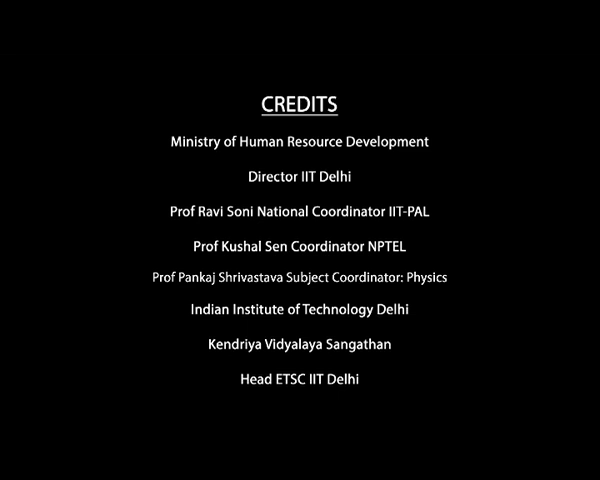 CREDITS
Ministry of Human Resource Development
Director IIT Delhi
Prof Ravi Soni National Coordinator IIT-PAL
Prof Kushal Sen Coordinator NPTEL
Prof Pankaj Shrivastava Subject Coordinator: Physics
Indian Institute of Technology Delhi
Kendriya Vidyalaya Sangathan
Head ETSC IIT Delhi